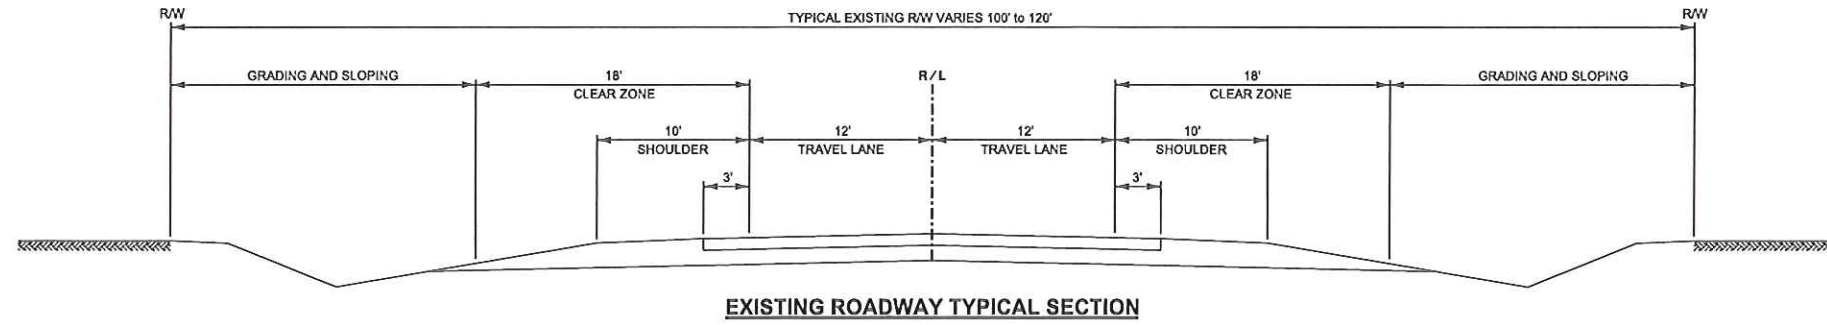 R/W
TYPICAL EXISTING R/W VARIES 100' to 120'
R/W
GRADING AND SLOPING
18'
CLEAR ZONE
R / L
18'
CLEAR ZONE
GRADING AND SLOPING
10'
SHOULDER
12'
TRAVEL LANE
12'
TRAVEL LANE
10'
SHOULDER
3'
3'
EXISTING ROADWAY TYPICAL SECTION